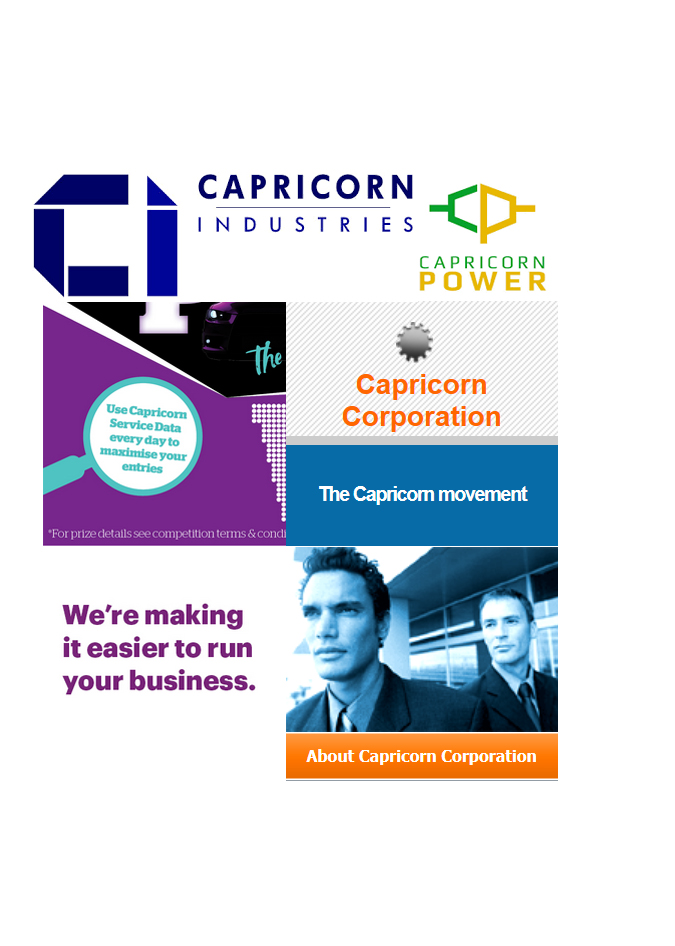 CAPRICORN
INDUSTRIES
CAPRICORN
POWER
the
Use Capricorn
Service Data
every day to
maximise your
entries
*For prize details see competition terms & condi
Capricorn
Corporation
The Capricorn movement
We're making
it easier to run
your business.
About Capricorn Corporation